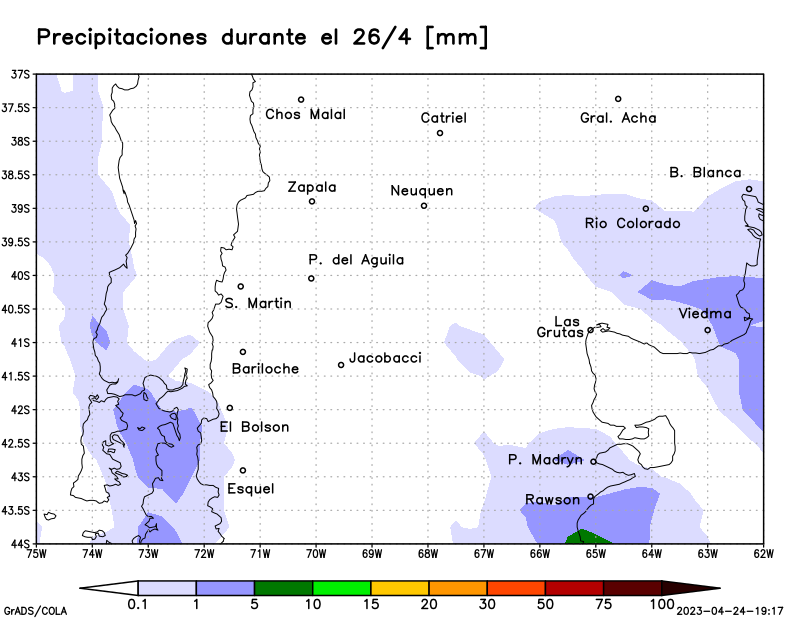 Precipitaciones durante el 26/4 [mm]
37S
37.5S
38S
38.5S
39S
39.5S
40S
40.5S
41S
41.5S
42S
42.5S
43S
43.5S
44S
Chos Malal
Catriel
Gral. Acha
B. Blanca
Zapala
Neuquen
Rio Colorado
P. del Aguila
S. Martin
Viedma
Las
Grutas
Bariloche
Jacobacci
El Bolson
P. Madryn
Esquel
Rawson
75W 74W 73W 72W 71W 70W 69W 68W 67W 66W 65W 64W 63W 62W
0.1 1 5 10 15 20 30 50 75 100
GrADS/COLA
2023-04-24-19:17